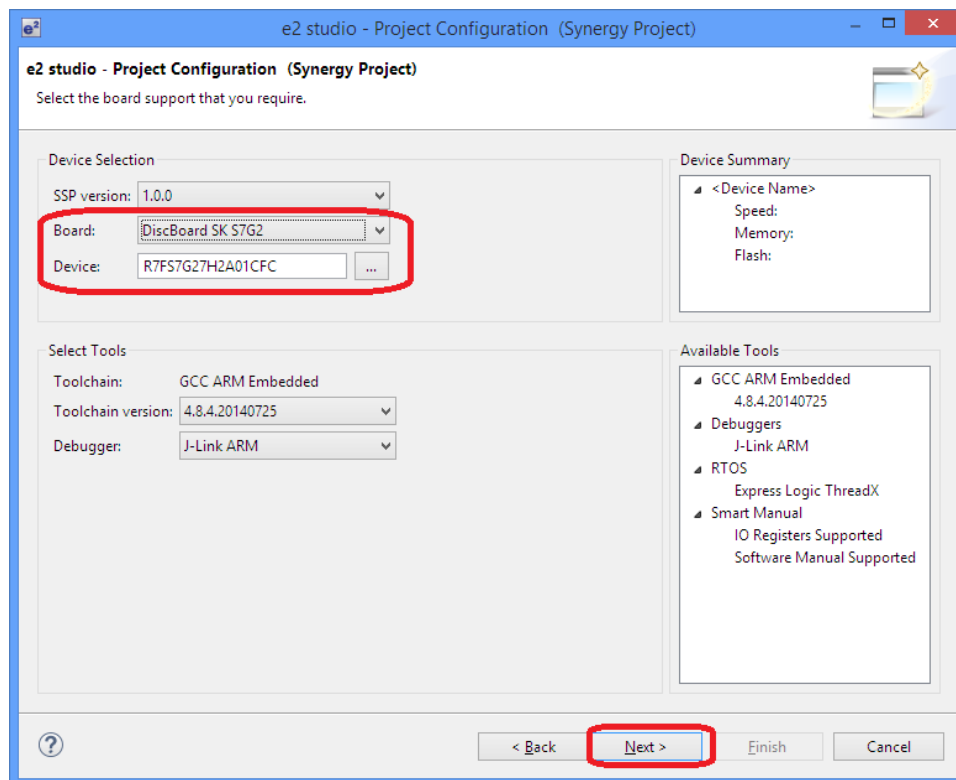 e2
e2 studio - Project Configuration (Synergy Project)
e2 studio - Project Configuration (Synergy Project)
Select the board support that you require.
Device Selection
SSP version: 1.0.0
Board: DiscBoard SK S7G2
Device: R7FS7G27H2A01CFC ...
Device Summary
<Device Name>
Speed:
Memory:
Flash:
Select Tools
Toolchain: GCC ARM Embedded
Toolchain version: 4.8.4.20140725
Debugger: J-Link ARM
Available Tools
GCC ARM Embedded
4.8.4.20140725
Debuggers
J-Link ARM
RTOS
Express Logic ThreadX
Smart Manual
IO Registers Supported
Software Manual Supported
?
< Back
Next >
Finish
Cancel